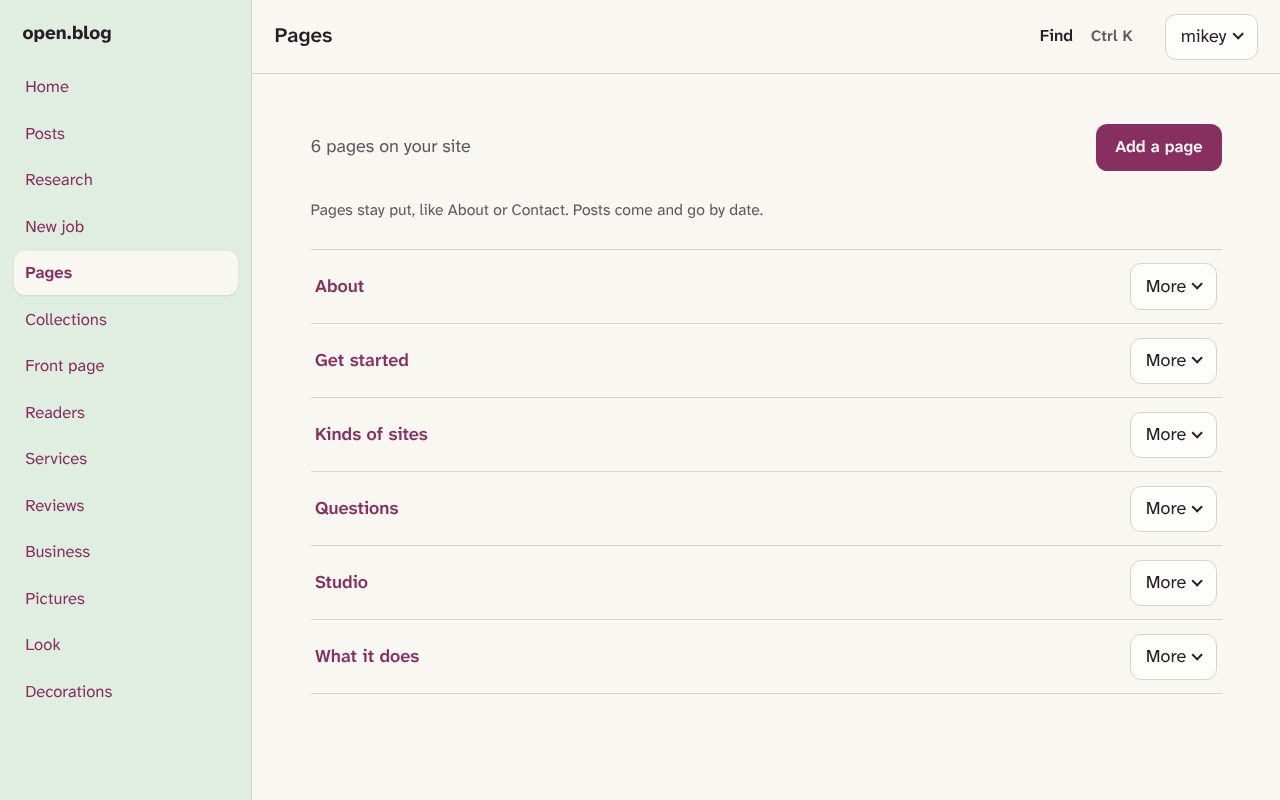 open.blog
Home
Posts
Research
New job
Pages
Collections
Front page
Readers
Services
Reviews
Business
Pictures
Look
Decorations
Pages
Find Ctrl K
mikey
6 pages on your site
Add a page
Pages stay put, like About or Contact. Posts come and go by date.
About More
Get started More
Kinds of sites More
Questions More
Studio More
What it does More